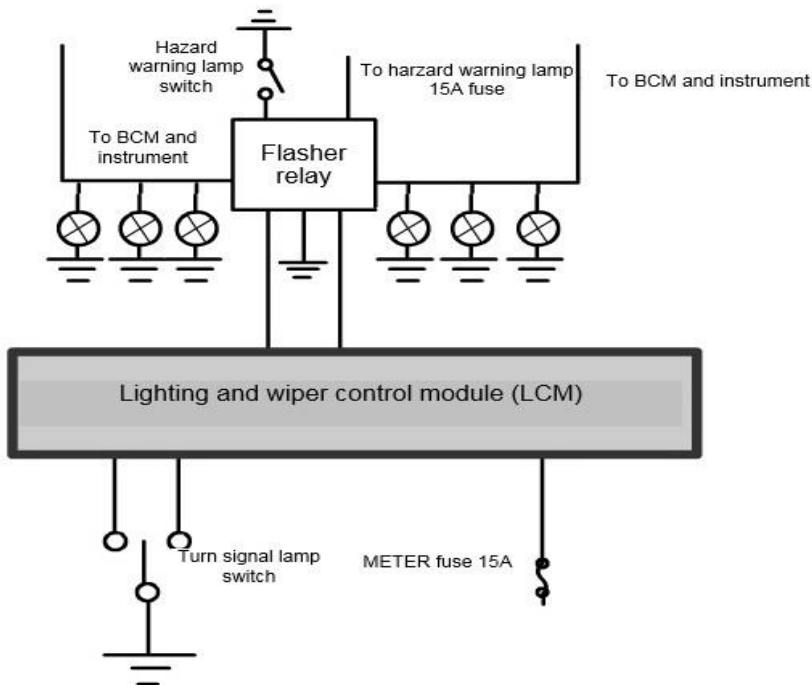 Hazard
warning lamp
switch
To harzard warning lamp
15A fuse
To BCM and instrument
To BCM and
instrument
Flasher
relay
Lighting and wiper control module (LCM)
Turn signal lamp
switch
METER fuse 15A